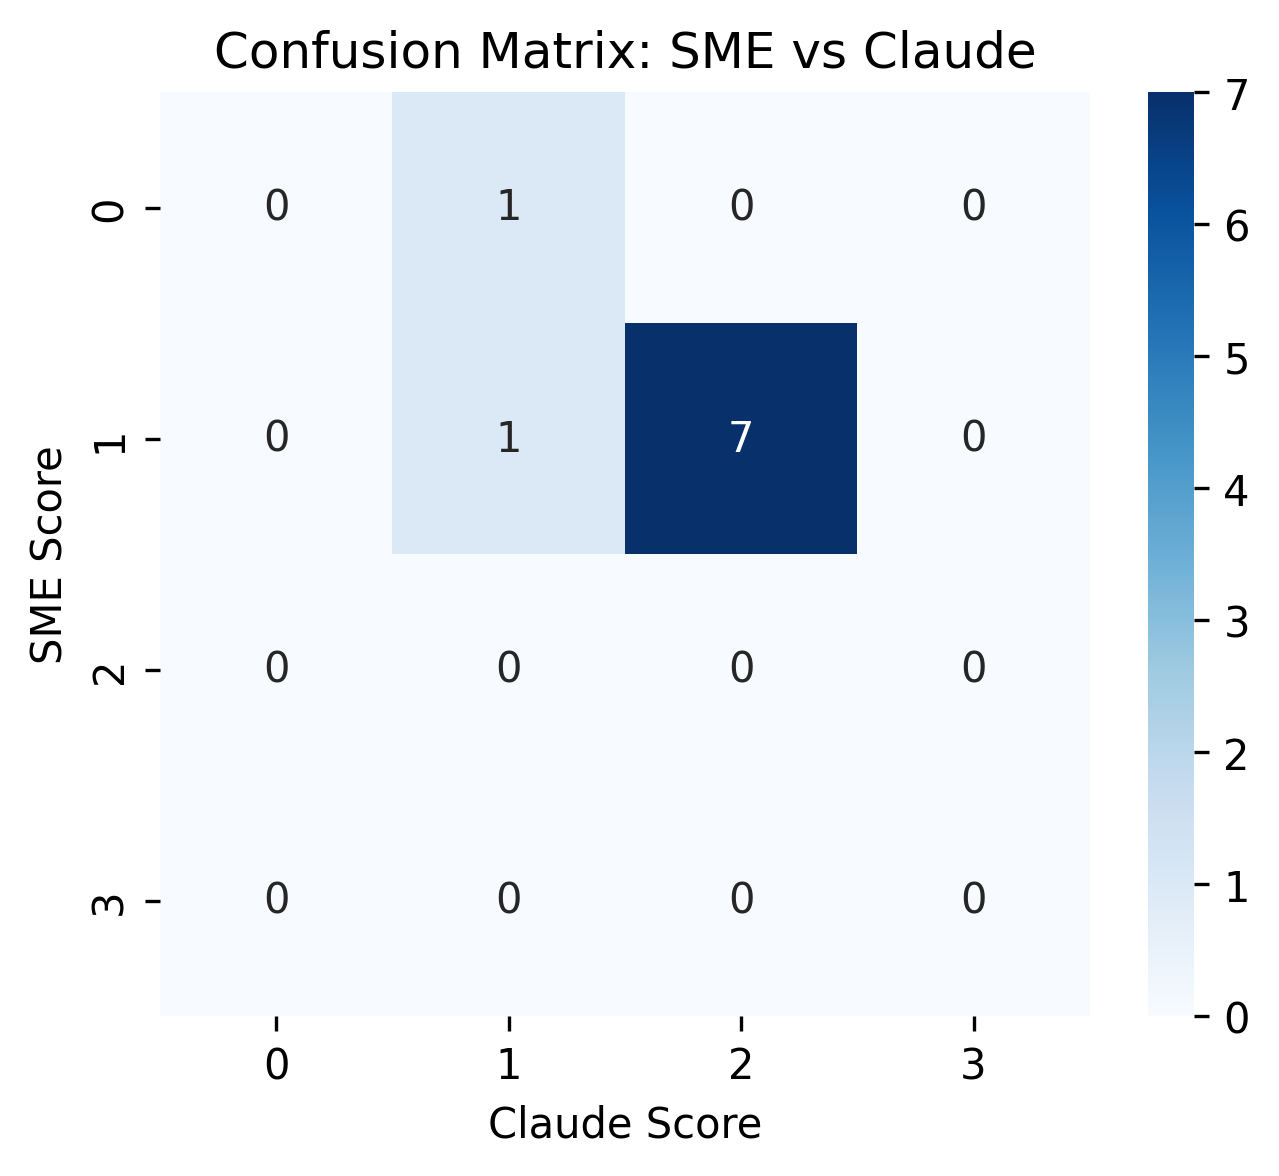 Confusion Matrix: SME vs Claude
0 0 1 0 0
1 0 1 7 0
2 0 0 0 0
3 0 0 0 0
0 1 2 3
SME Score
Claude Score
7
6
5
4
3
2
1
0